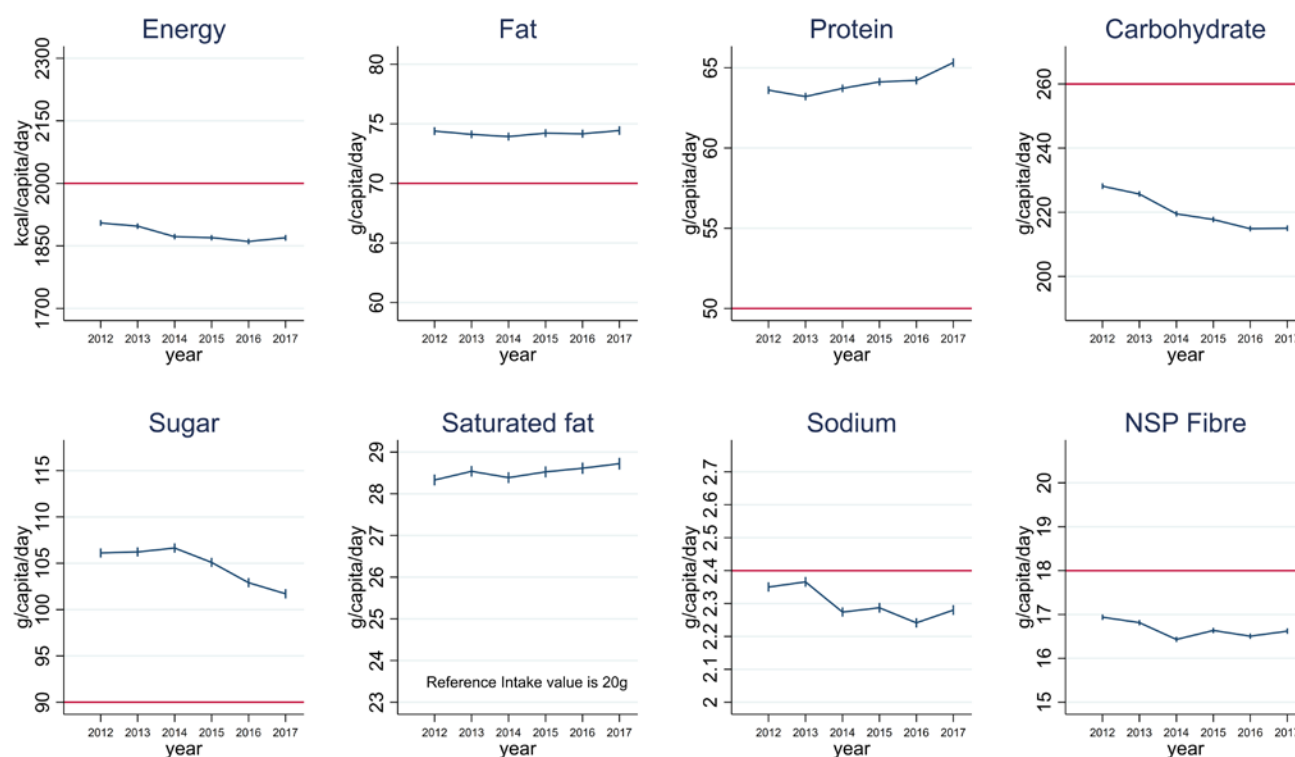 Energy
kcal/capita/day
2300
2150
2000
1850
1700
2012 2013 2014 2015 2016 2017
year
Fat
g/capita/day
80
75
70
65
60
2012 2013 2014 2015 2016 2017
year
Protein
g/capita/day
65
60
55
50
2012 2013 2014 2015 2016 2017
year
Carbohydrate
g/capita/day
260
240
220
200
2012 2013 2014 2015 2016 2017
year
Sugar
g/capita/day
115
110
105
100
95
90
2012 2013 2014 2015 2016 2017
year
Saturated fat
g/capita/day
29
28
27
26
25
24
23
Reference Intake value is 20g
2012 2013 2014 2015 2016 2017
year
Sodium
g/capita/day
2.7
2.6
2.5
2.4
2.3
2.2
2.1
2
2012 2013 2014 2015 2016 2017
year
NSP Fibre
g/capita/day
20
19
18
17
16
15
2012 2013 2014 2015 2016 2017
year